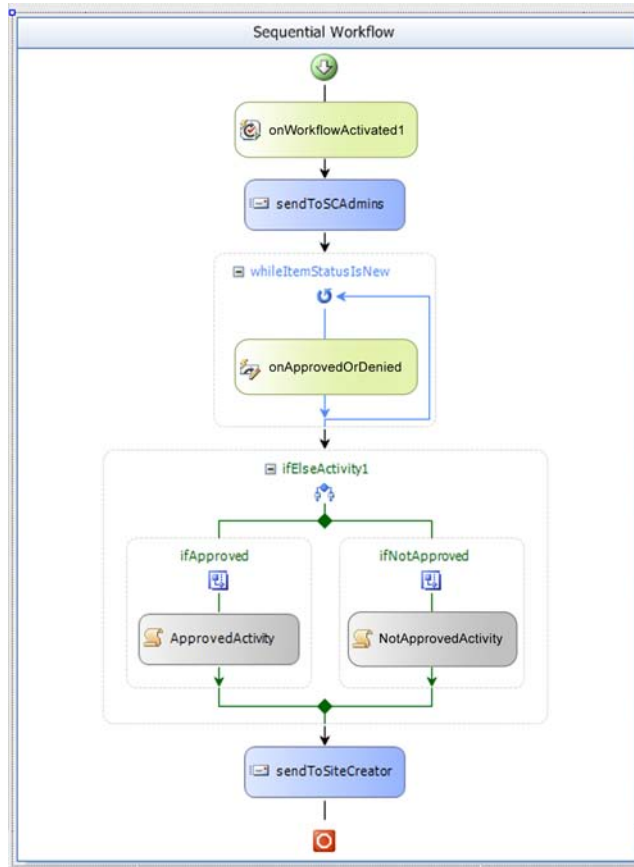 Sequential Workflow
onWorkflowActivated1
sendToSCAdmins
whileItemStatusIsNew
onApprovedOrDenied
ifElseActivity1
ifApproved
ifNotApproved
ApprovedActivity
NotApprovedActivity
sendToSiteCreator